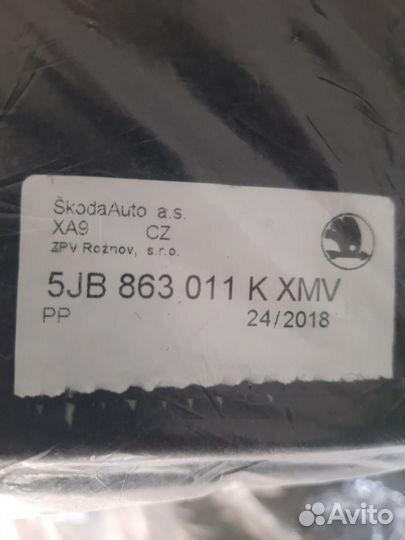 ŠkodaAuto a.s.
XA9 CZ
ZPV Rožnov, s.r.o.
5JB 863 011 K XMV
PP 24/2018
Avito